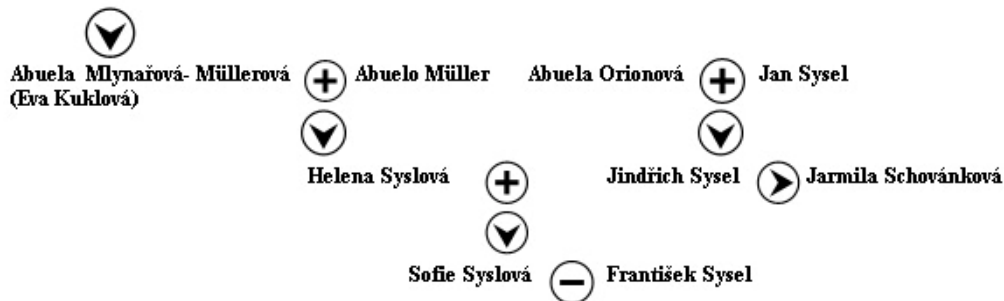 Abuela Mlynařová- Müllerová
(Eva Kuklová)
Abuelo Müller
Abuela Orionová
Jan Sysel
Helena Syslová
Jindřich Sysel
Jarmila Schovánková
Sofie Syslová
František Sysel